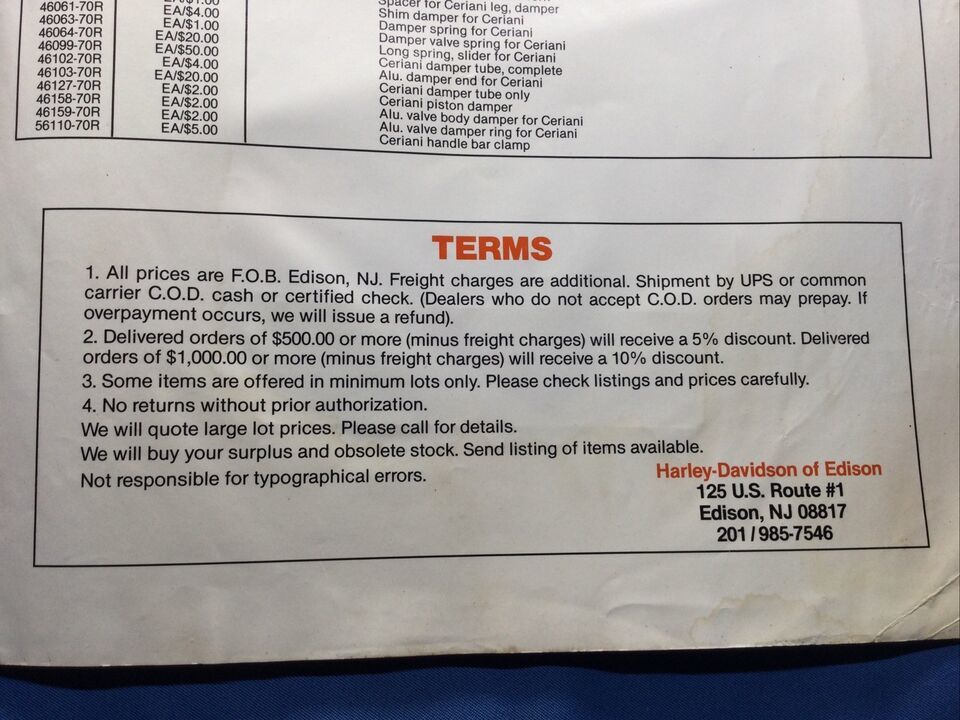 Spacer for Ceriani leg, damper
EA/$1.00 Shim damper for Ceriani
46061-70R EA/$4.00 Damper spring for Ceriani
46063-70R EA/$1.00 Damper valve spring for Ceriani
46064-70R EA/$20.00 Long spring, slider for Ceriani
46099-70R EA/$50.00 Ceriani damper tube, complete
46102-70R EA/$4.00 Alu. damper end for Ceriani
46103-70R EA/$20.00 Ceriani damper tube only
46127-70R EA/$2.00 Ceriani piston damper
46158-70R EA/$2.00 Alu. valve body damper for Ceriani
46159-70R EA/$2.00 Alu. valve damper ring for Ceriani
56110-70R EA/$5.00 Ceriani handle bar clamp
TERMS
1. All prices are F.O.B. Edison, NJ. Freight charges are additional. Shipment by UPS or common
carrier C.O.D. cash or certified check. (Dealers who do not accept C.O.D. orders may prepay. If
overpayment occurs, we will issue a refund).
2. Delivered orders of $500.00 or more (minus freight charges) will receive a 5% discount. Delivered
orders of $1,000.00 or more (minus freight charges) will receive a 10% discount.
3. Some items are offered in minimum lots only. Please check listings and prices carefully.
4. No returns without prior authorization.
We will quote large lot prices. Please call for details.
We will buy your surplus and obsolete stock. Send listing of items available.
Not responsible for typographical errors.
Harley-Davidson of Edison
125 U.S. Route #1
Edison, NJ 08817
201/985-7546